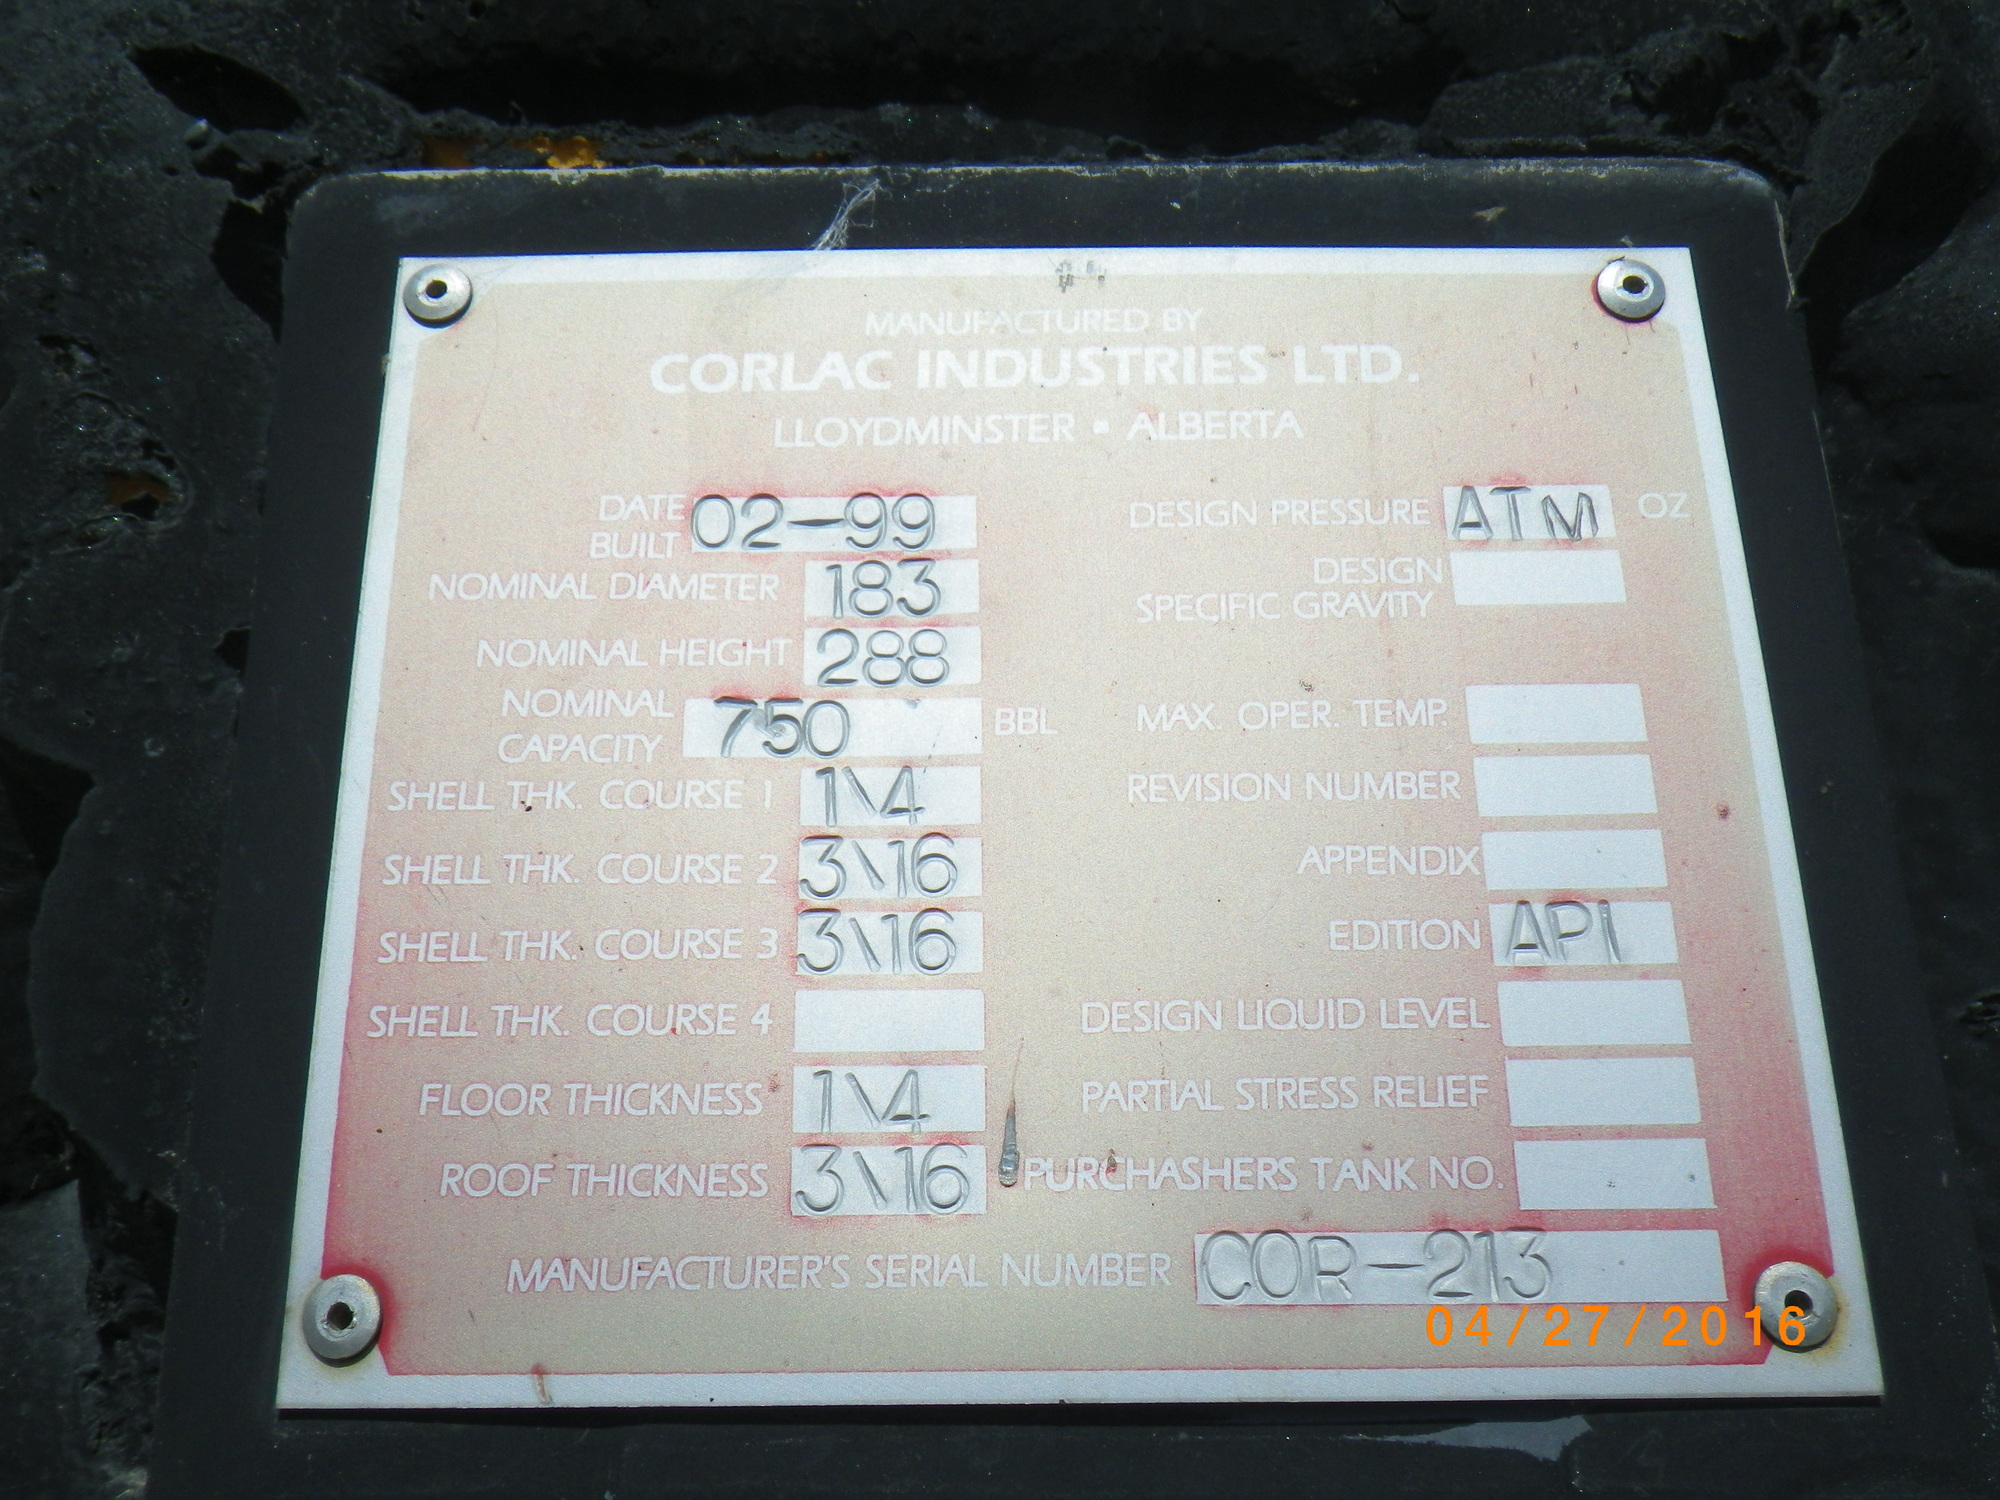 MANUFACTURED BY
CORLAC INDUSTRIES LTD.
LLOYDMINSTER • ALBERTA
DATE BUILT 02-99
NOMINAL DIAMETER 183
NOMINAL HEIGHT 288
NOMINAL CAPACITY 750 BBL
SHELL THK. COURSE 1 1\4
SHELL THK. COURSE 2 3\16
SHELL THK. COURSE 3 3\16
SHELL THK. COURSE 4
FLOOR THICKNESS 1\4
ROOF THICKNESS 3\16
DESIGN PRESSURE ATM OZ
DESIGN SPECIFIC GRAVITY
MAX. OPER. TEMP.
REVISION NUMBER
APPENDIX
EDITION API
DESIGN LIQUID LEVEL
PARTIAL STRESS RELIEF
PURCHASHERS TANK NO.
MANUFACTURER'S SERIAL NUMBER COR-213
04/27/2016